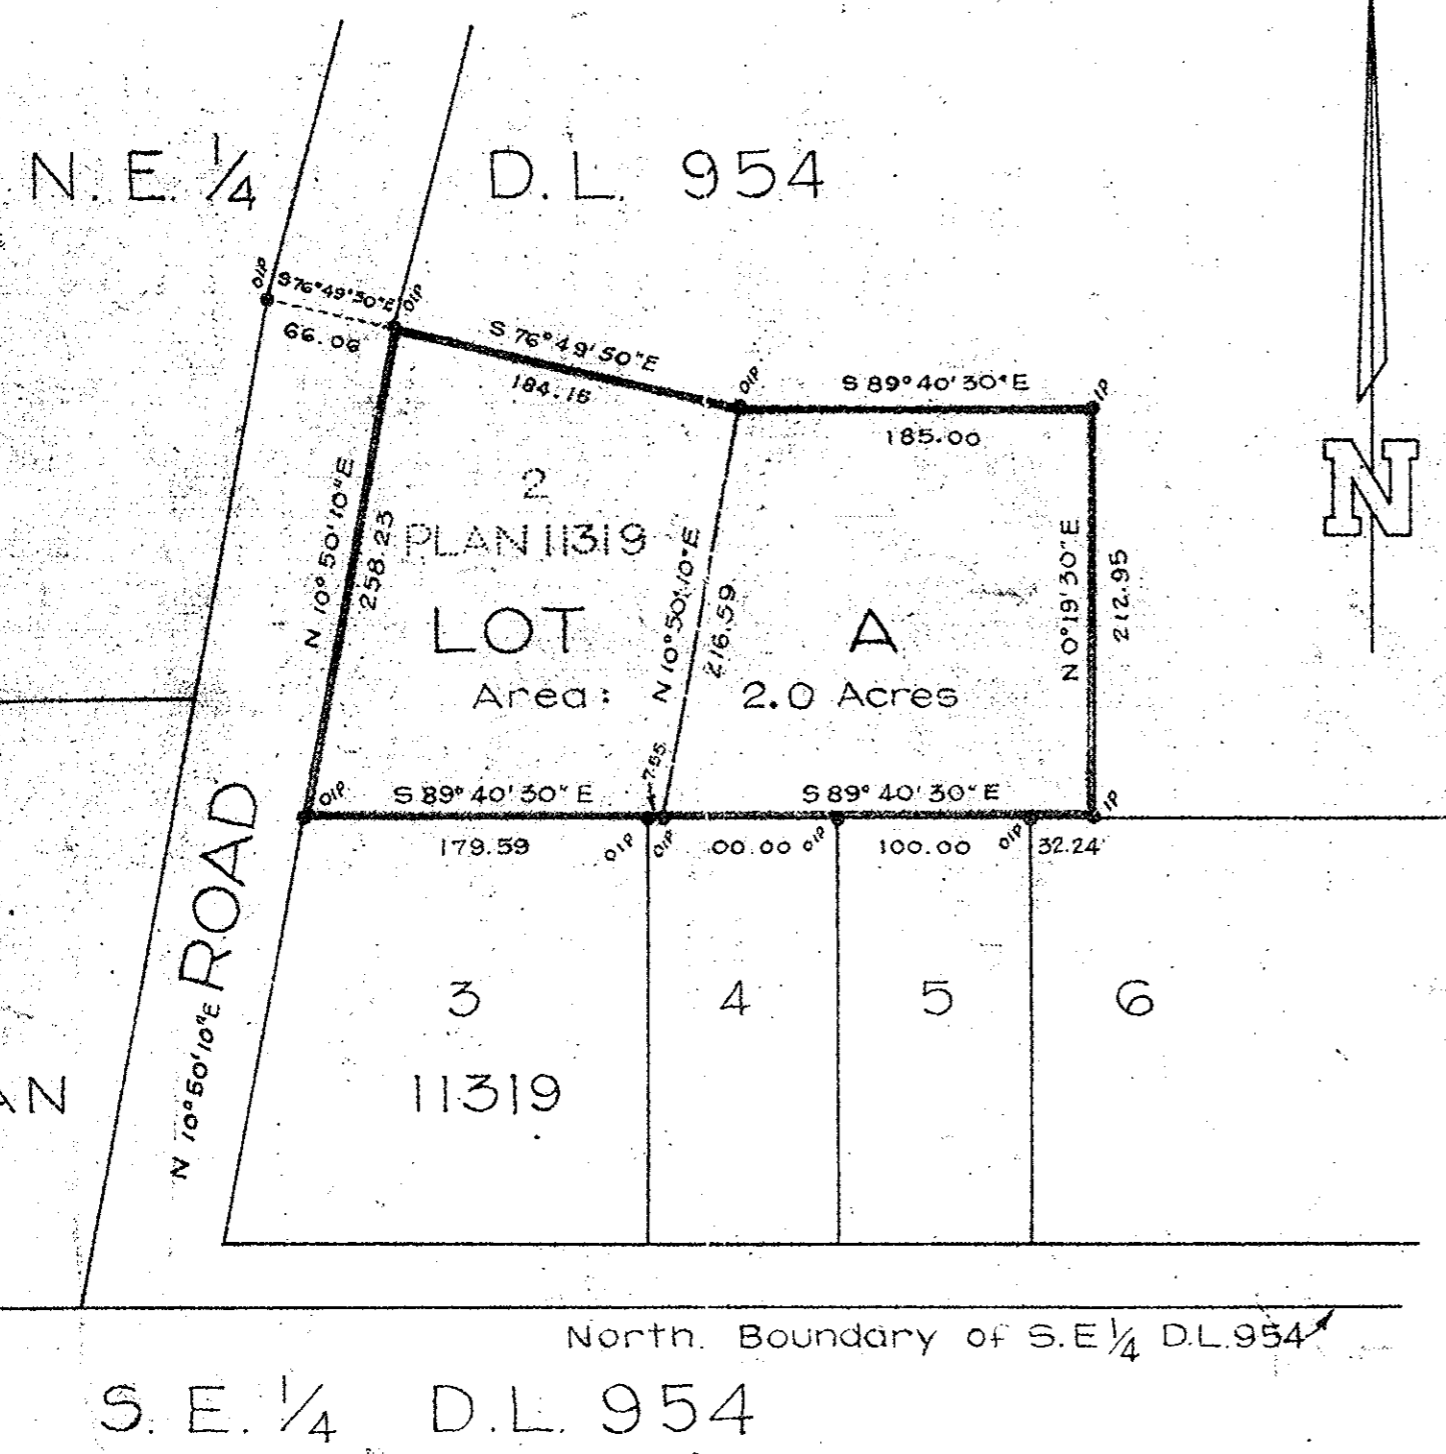 N.E. 1/4 D.L. 954
OIP
S 76°49'50"E
OIP
66.06
S 76°49'50"E
184.16
OIP
S 89°40'30"E
IP
185.00
N
N 10°50'10"E
258.23
2
PLAN 11319
N 10°50'10"E
216.59
N 0°19'30"E
212.95
LOT A
Area: 2.0 Acres
7.55
OIP
S 89°40'30"E
S 89°40'30"E
IP
179.59
OIP
OIP
00.00
OIP
100.00
OIP
32.24'
ROAD
N 10°50'10"E
3
4
5
6
11319
AN
North. Boundary of S.E 1/4 D.L.954
S.E. 1/4 D.L. 954